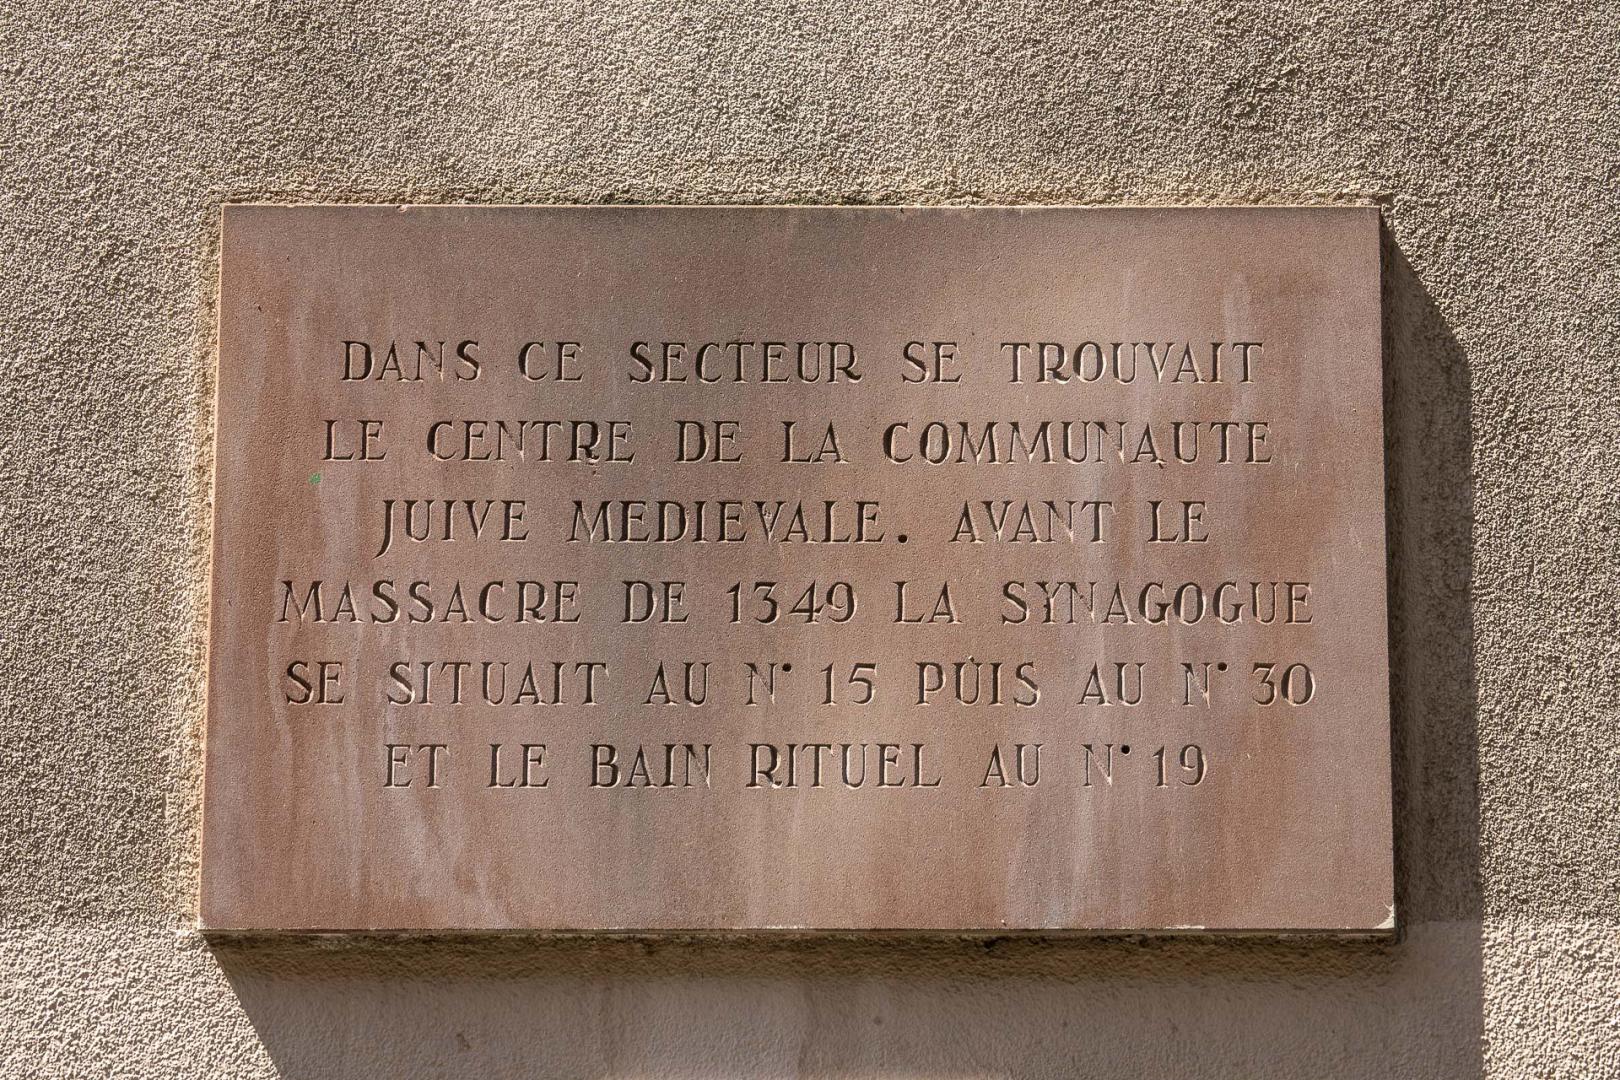 DANS CE SECTEUR SE TROUVAIT
LE CENTRE DE LA COMMUNAUTE
JUIVE MEDIEVALE. AVANT LE
MASSACRE DE 1349 LA SYNAGOGUE
SE SITUAIT AU N° 15 PUIS AU N° 30
ET LE BAIN RITUEL AU N° 19